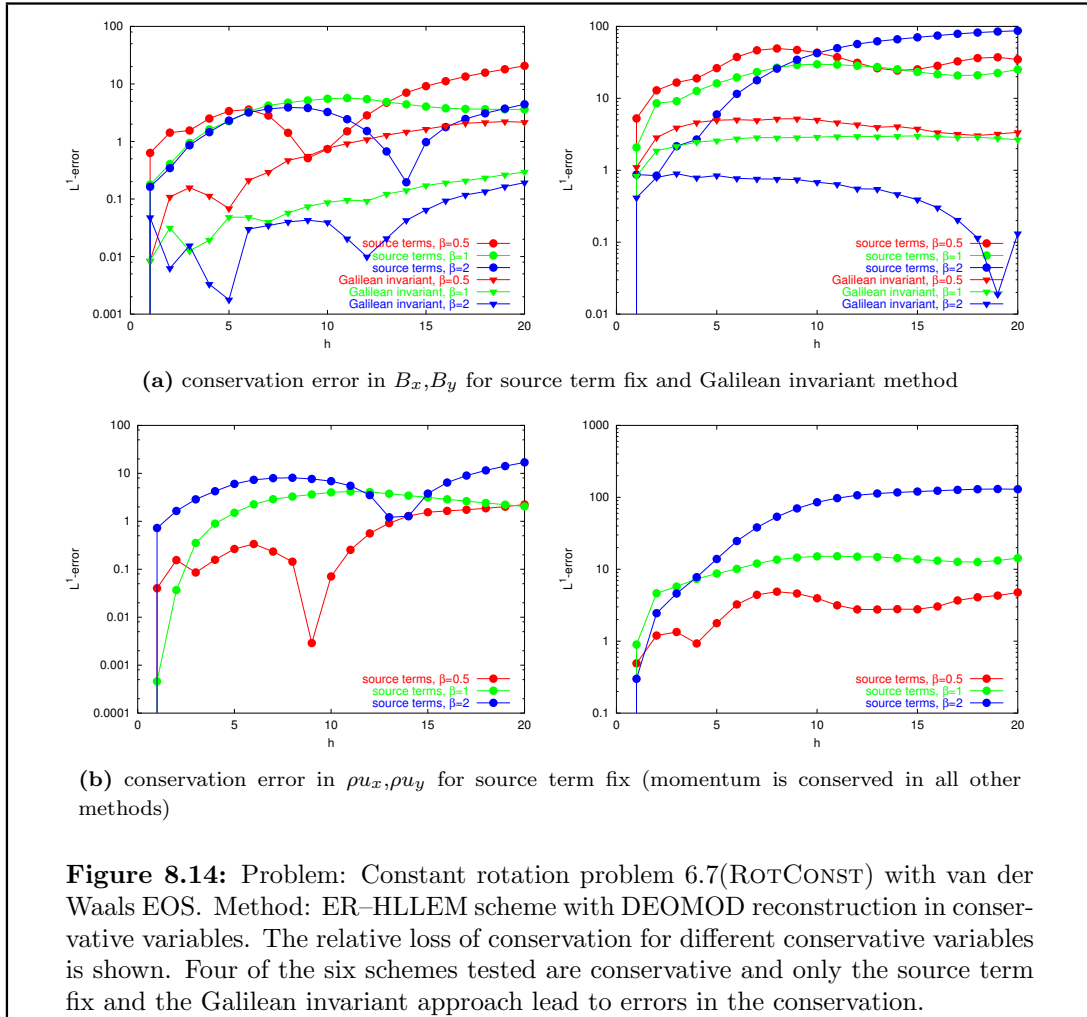 100
10
1
0.1
0.01
0.001
0
5
10
15
20
L¹-error
h
source terms, β=0.5
source terms, β=1
source terms, β=2
Galilean invariant, β=0.5
Galilean invariant, β=1
Galilean invariant, β=2
100
10
1
0.1
0.01
0
5
10
15
20
L¹-error
h
source terms, β=0.5
source terms, β=1
source terms, β=2
Galilean invariant, β=0.5
Galilean invariant, β=1
Galilean invariant, β=2
(a) conservation error in Bₓ,Bᵧ for source term fix and Galilean invariant method
100
10
1
0.1
0.01
0.001
0.0001
0
5
10
15
20
L¹-error
h
source terms, β=0.5
source terms, β=1
source terms, β=2
1000
100
10
1
0.1
0
5
10
15
20
L¹-error
h
source terms, β=0.5
source terms, β=1
source terms, β=2
(b) conservation error in ρuₓ,ρuᵧ for source term fix (momentum is conserved in all other
methods)
Figure 8.14: Problem: Constant rotation problem 6.7(ROTCONST) with van der
Waals EOS. Method: ER–HLLEM scheme with DEOMOD reconstruction in conser-
vative variables. The relative loss of conservation for different conservative variables
is shown. Four of the six schemes tested are conservative and only the source term
fix and the Galilean invariant approach lead to errors in the conservation.